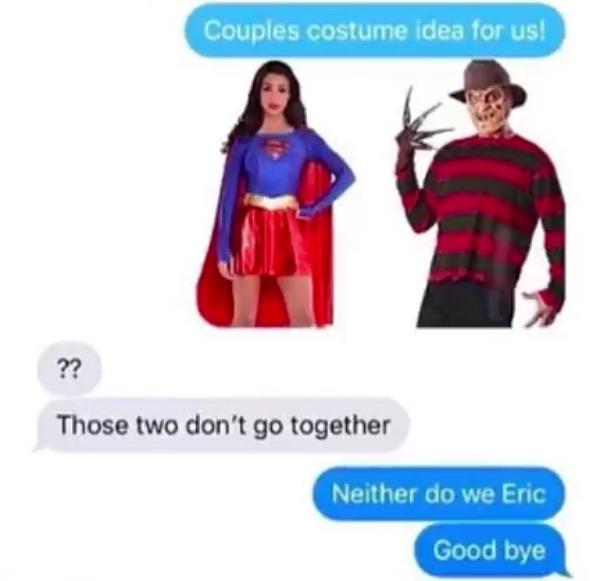 Couples costume idea for us!
??
Those two don't go together
Neither do we Eric
Good bye